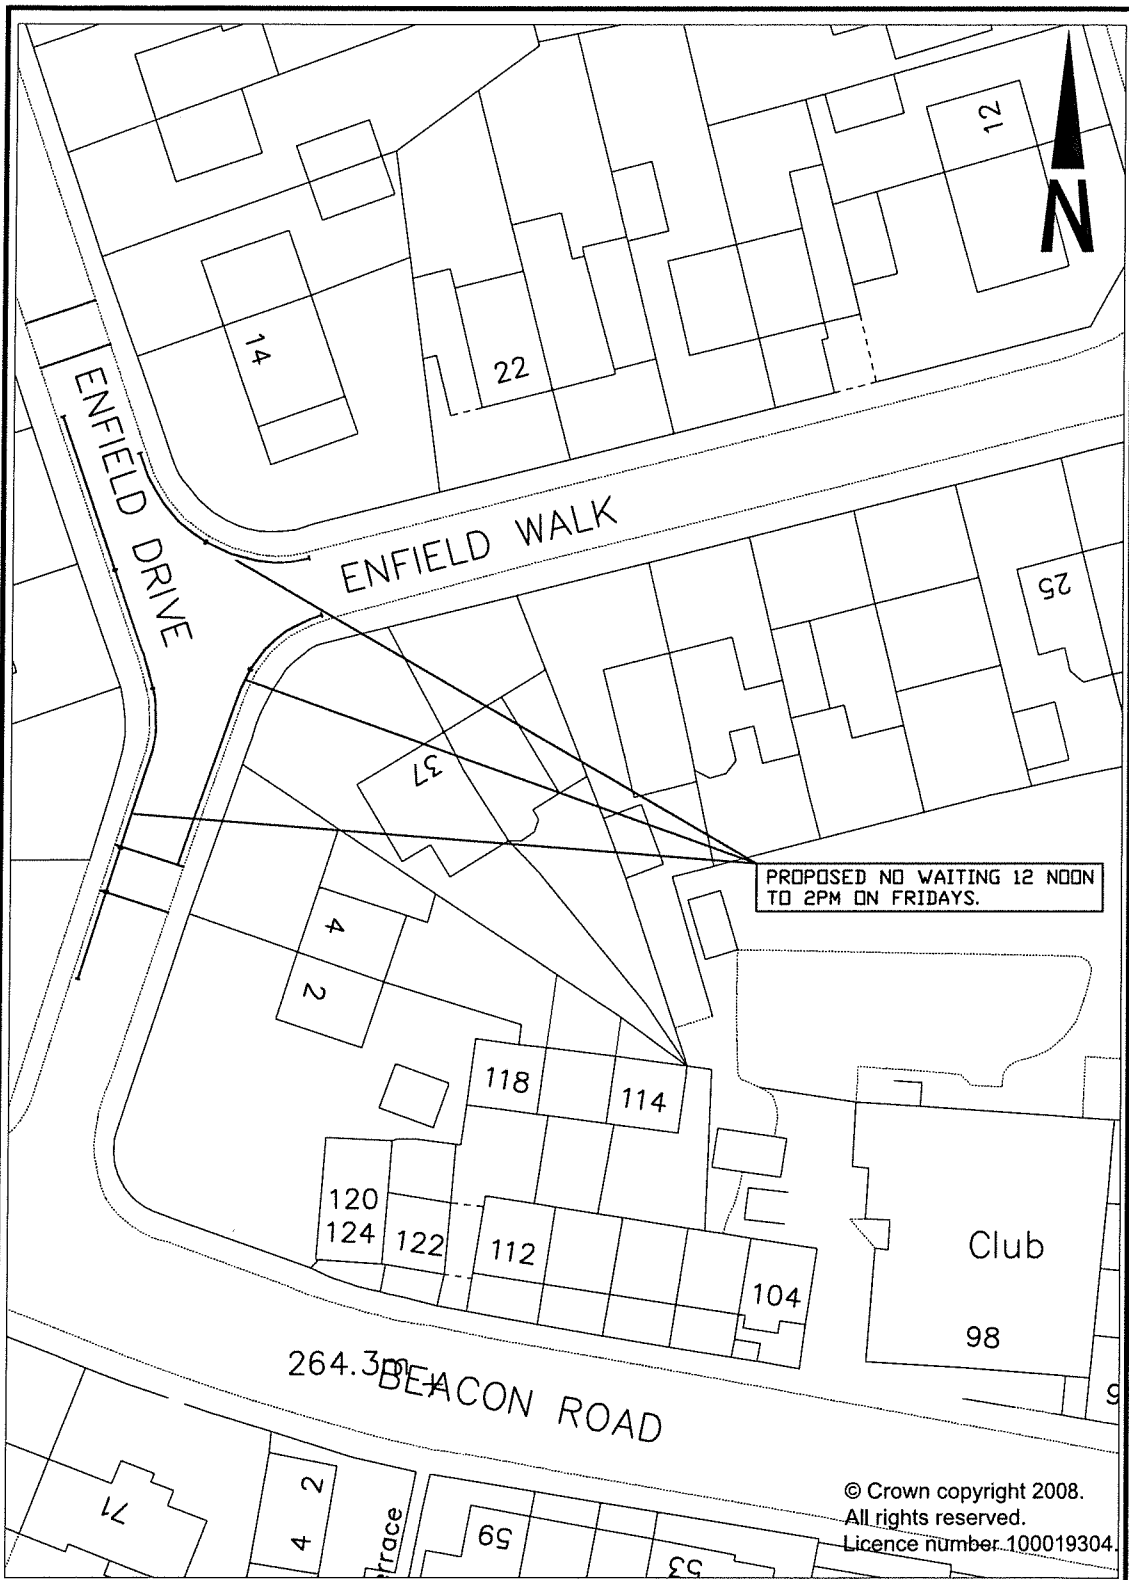 12
N
14
22
ENFIELD DRIVE
ENFIELD WALK
25
37
PROPOSED NO WAITING 12 NOON
TO 2PM ON FRIDAYS.
4
2
118
114
120
124
122
112
104
Club
98
264.3m+
BEACON ROAD
9
71
2
4
rrace
59
53
© Crown copyright 2008.
All rights reserved.
Licence number 100019304.